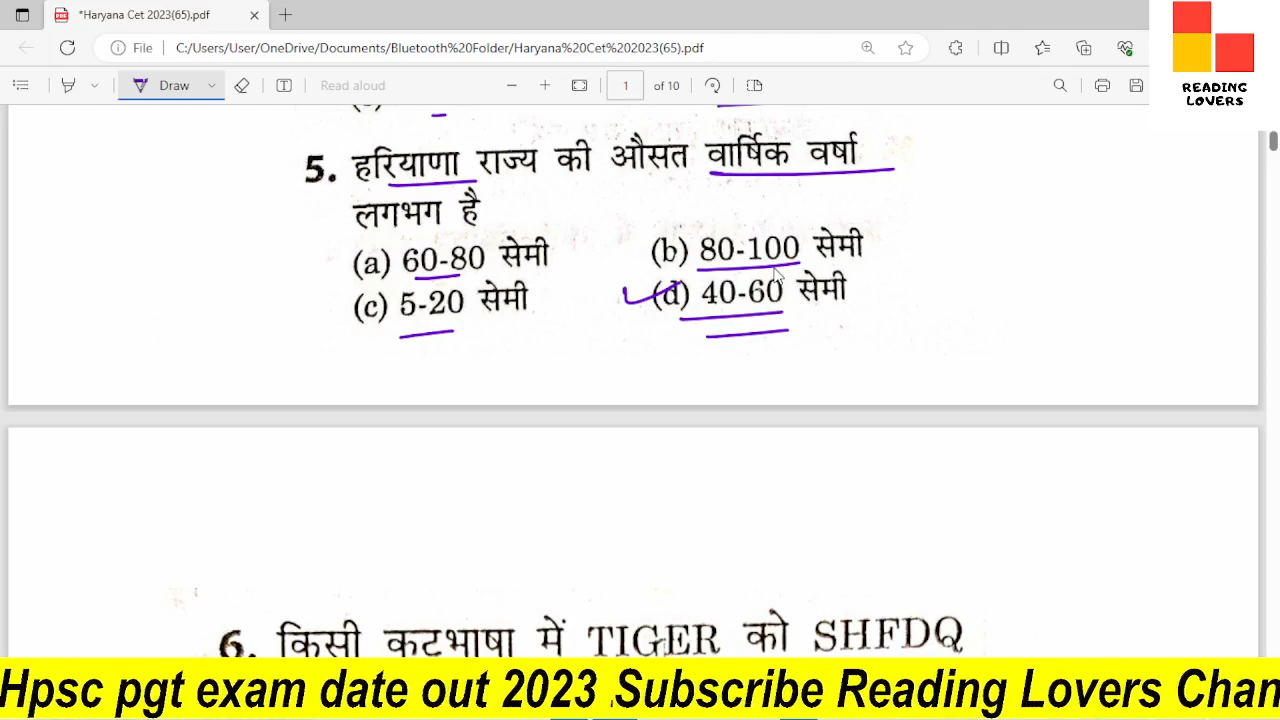 *Haryana Cet 2023(65).pdf
File
C:/Users/User/OneDrive/Documents/Bluetooth%20Folder/Haryana%20Cet%202023(65).pdf
Draw
Read aloud
1
of 10
READING
LOVERS
5. हरियाणा राज्य की औसत वार्षिक वर्षा
लगभग है
(a) 60-80 सेमी (b) 80-100 सेमी
(c) 5-20 सेमी (d) 40-60 सेमी
6. किसी कूटभाषा में TIGER को SHFDQ
Hpsc pgt exam date out 2023 .Subscribe Reading Lovers Chan